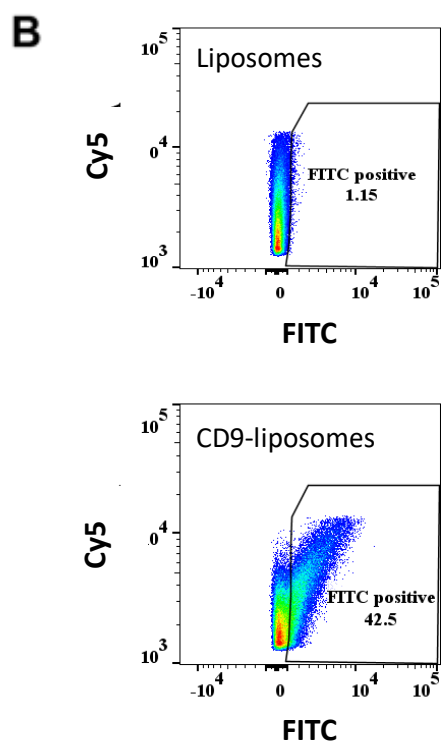 B
Liposomes
10^5
0^4
10^3
Cy5
FITC positive
1.15
-10^4 0 10^4 10^5
FITC
CD9-liposomes
10^5
0^4
10^3
Cy5
FITC positive
42.5
-10^4 0 10^4 10^5
FITC